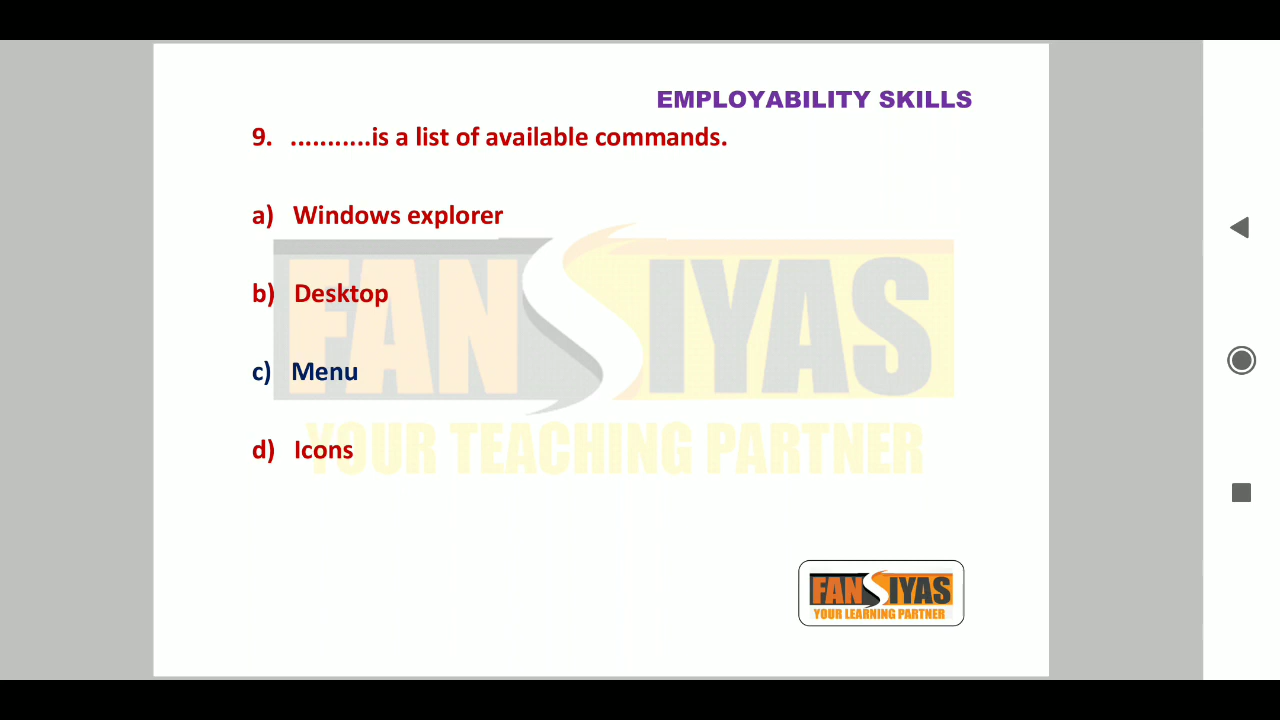 EMPLOYABILITY SKILLS
9. ...........is a list of available commands.
a) Windows explorer
b) Desktop
c) Menu
d) Icons
FANSIYAS
YOUR TEACHING PARTNER
FANSIYAS
YOUR LEARNING PARTNER